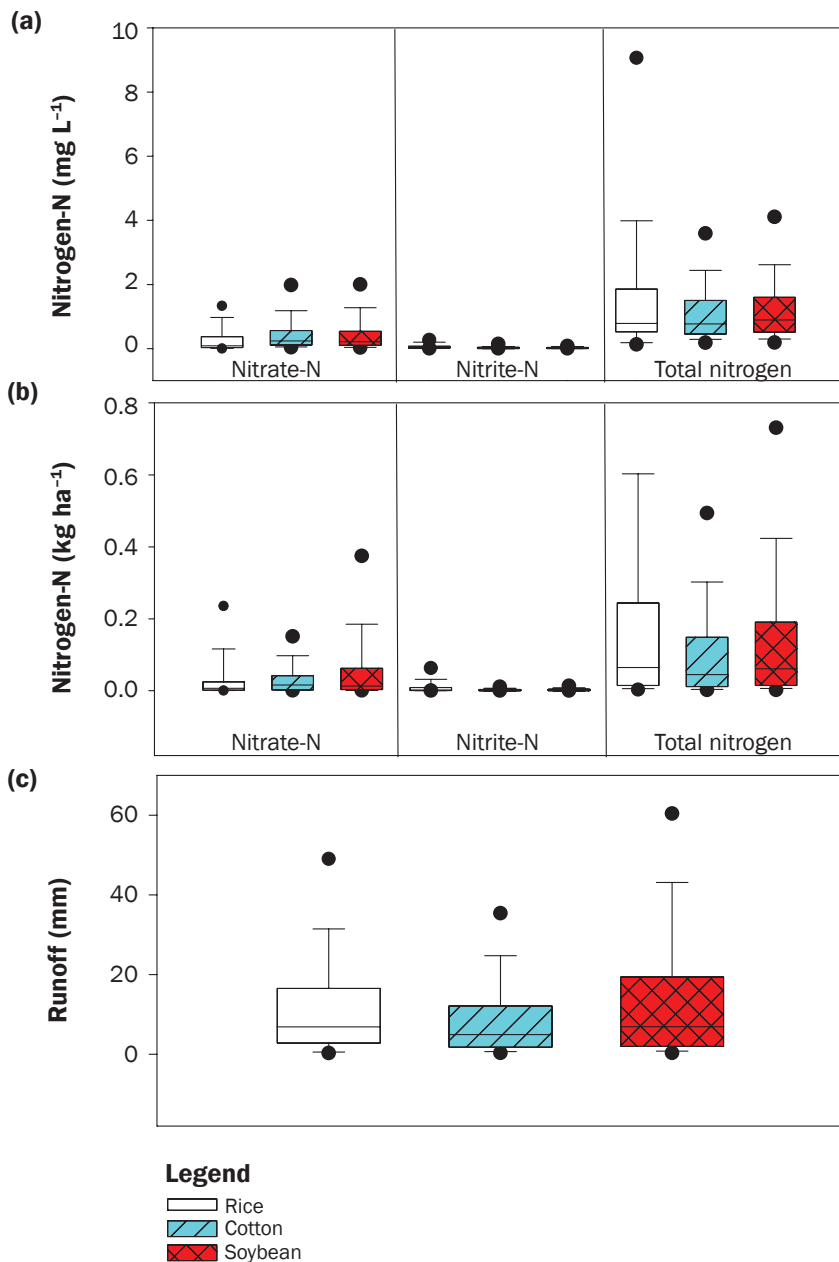 (a)
Nitrogen-N (mg L⁻¹)
10
8
6
4
2
0
Nitrate-N Nitrite-N Total nitrogen
(b)
Nitrogen-N (kg ha⁻¹)
0.8
0.6
0.4
0.2
0.0
Nitrate-N Nitrite-N Total nitrogen
(c)
Runoff (mm)
60
40
20
0
Legend
Rice
Cotton
Soybean